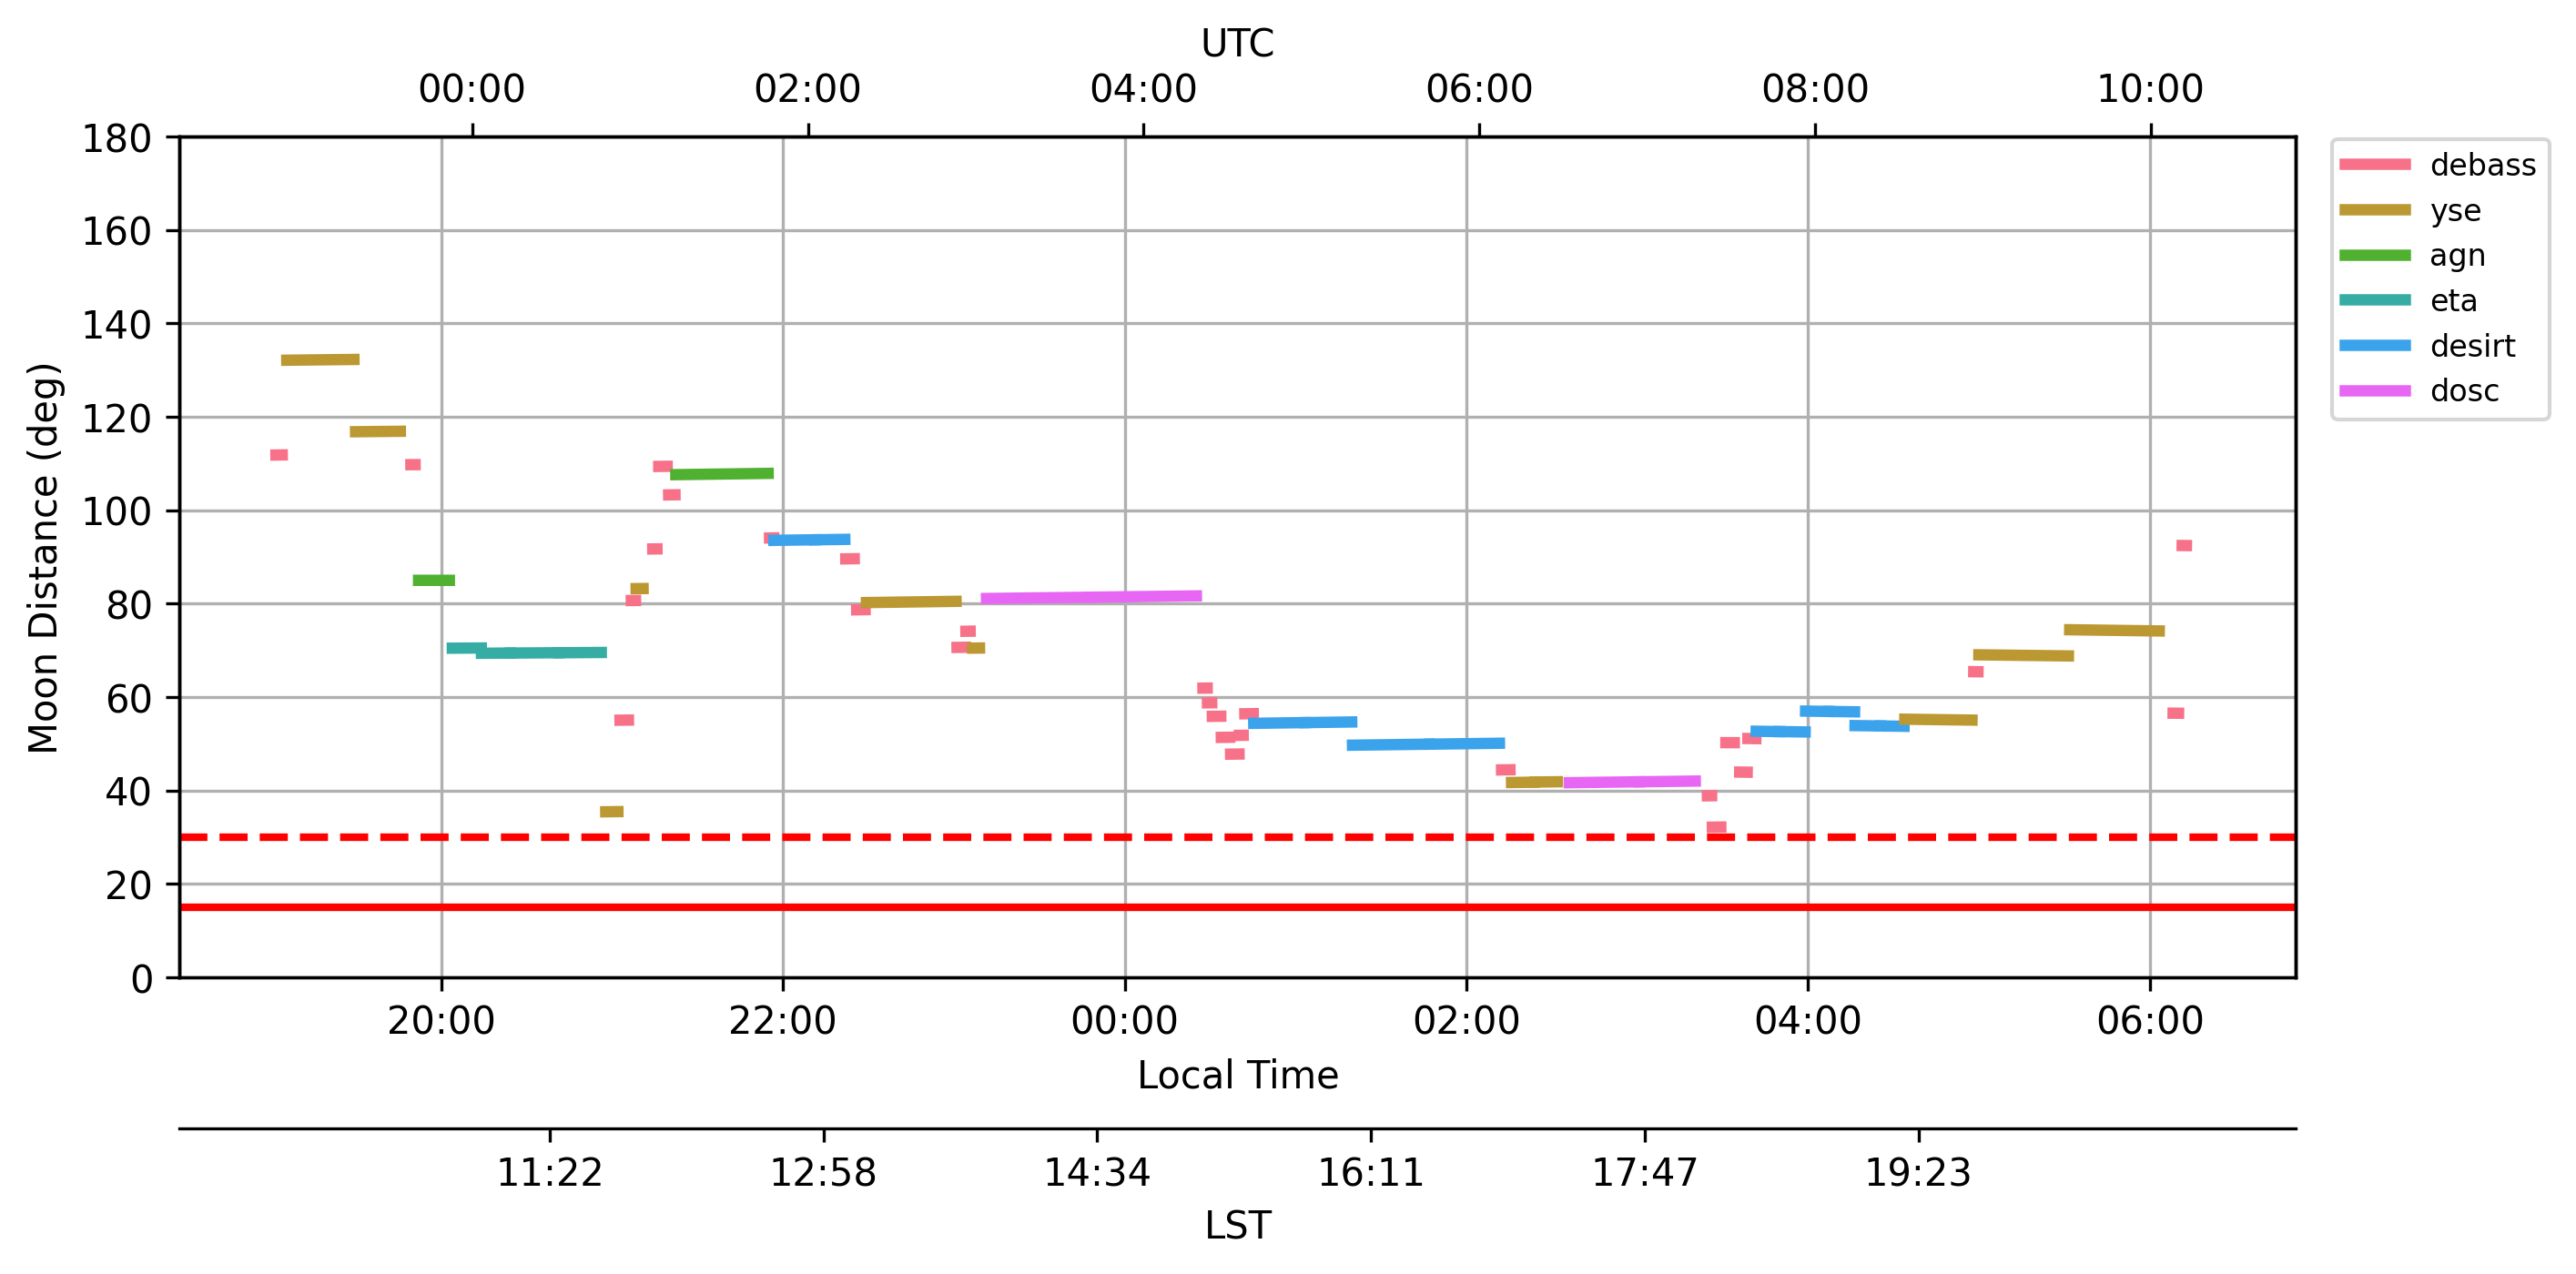 UTC
00:00 02:00 04:00 06:00 08:00 10:00
180
160
140
120
100
80
60
40
20
0
Moon Distance (deg)
debass
yse
agn
eta
desirt
dosc
20:00 22:00 00:00 02:00 04:00 06:00
Local Time
11:22 12:58 14:34 16:11 17:47 19:23
LST